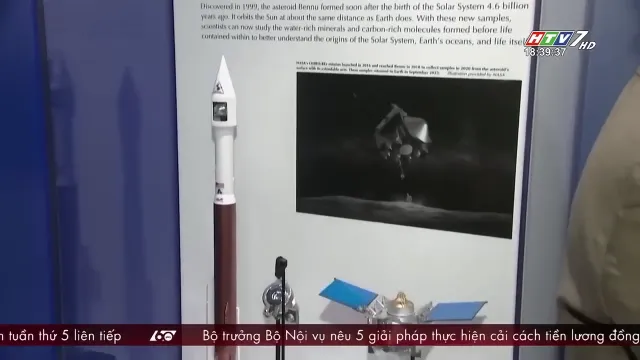 Discovered in 1999, the asteroid Bennu formed soon after the birth of the Solar System 4.6 billion
years ago. It orbits the Sun at about the same distance as Earth does. With these new samples,
scientists can now study the water-rich minerals and carbon-rich molecules formed before life
contained within to better understand the origins of the Solar System, Earth's oceans, and life itself
HTV7 HD
18:39:37
n tuần thứ 5 liên tiếp
60
Bộ trưởng Bộ Nội vụ nêu 5 giải pháp thực hiện cải cách tiền lương đồng